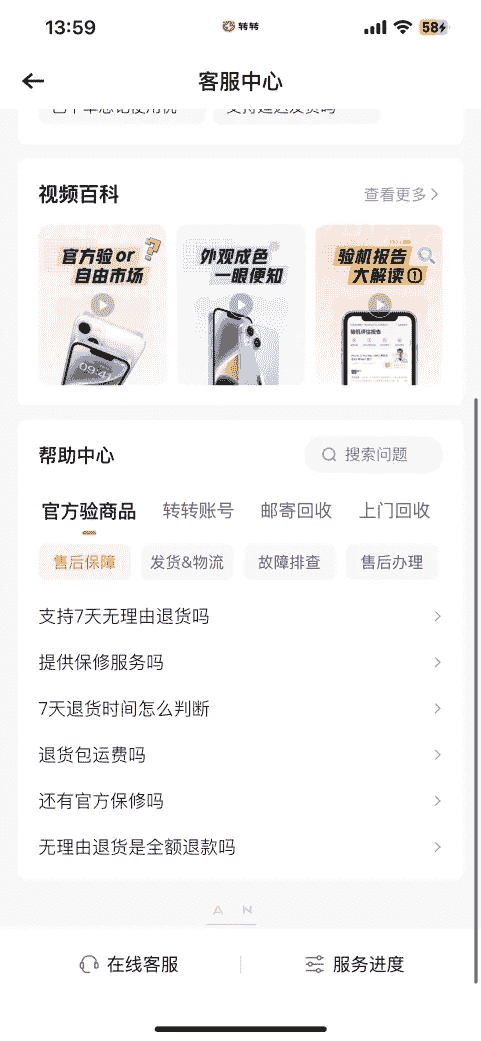 13:59
转转
58
客服中心
视频百科
查看更多
官方验or
自由市场
外观成色
一眼便知
验机报告
大解读①
09:41
帮助中心
搜索问题
官方验商品
转转账号
邮寄回收
上门回收
售后保障
发货&物流
故障排查
售后办理
支持7天无理由退货吗
提供保修服务吗
7天退货时间怎么判断
退货包运费吗
还有官方保修吗
无理由退货是全额退款吗
在线客服
服务进度